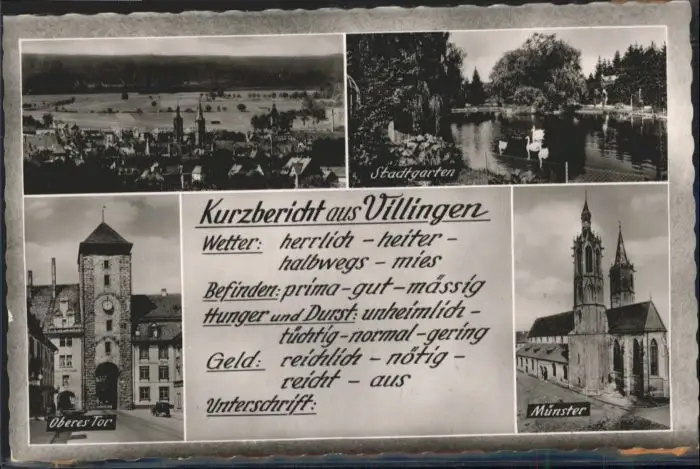 Stadtgarten
Kurzbericht aus Villingen
Wetter: herrlich - heiter -
halbwegs - mies
Befinden: prima - gut - mässig
Hunger und Durst: unheimlich -
tüchtig - normal - gering
Geld: reichlich - nötig -
reicht - aus
Unterschrift:
Oberes Tor
Münster